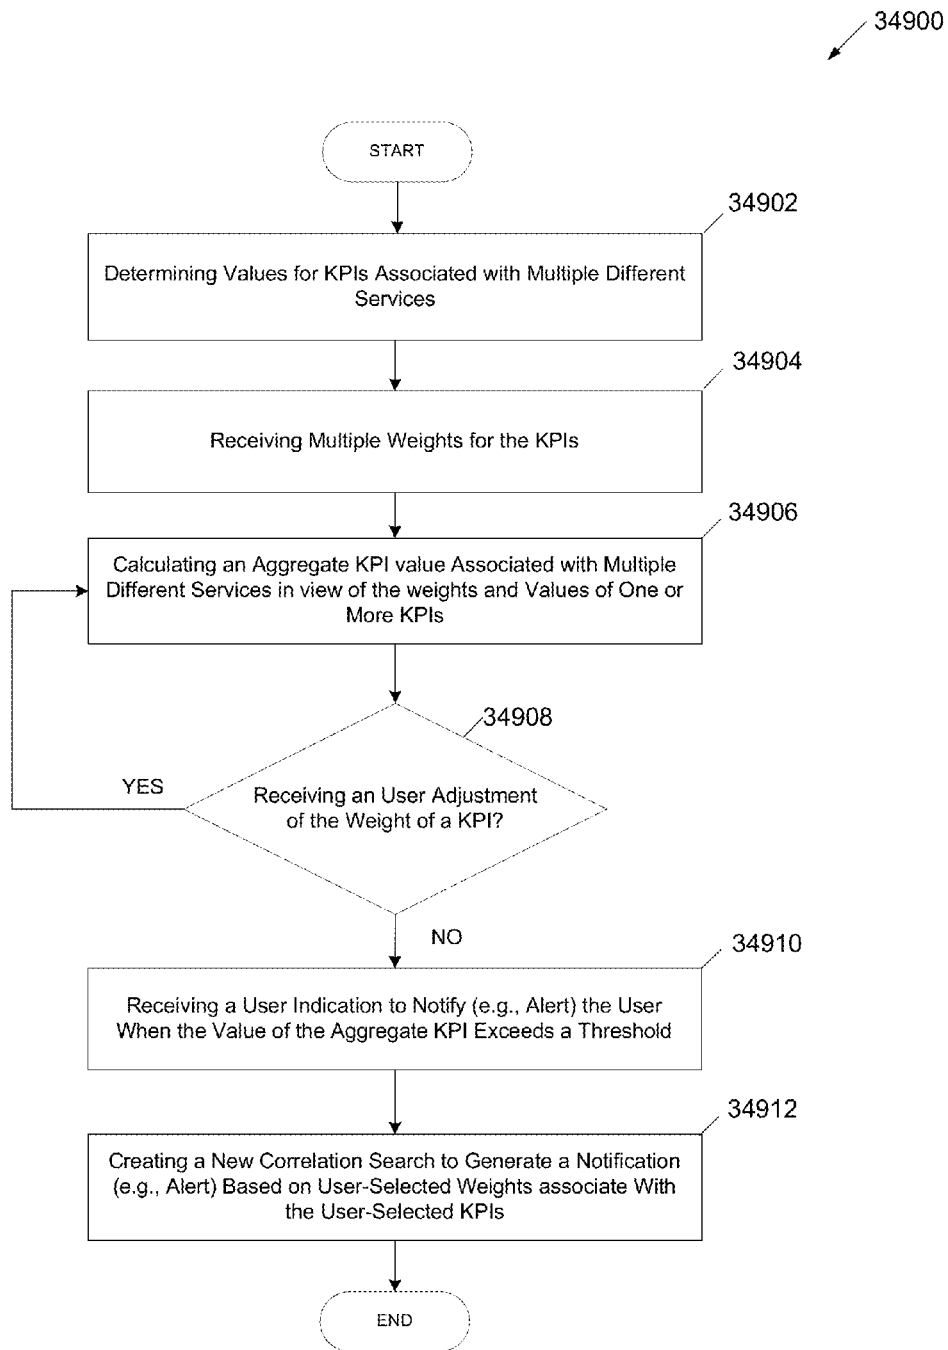 34900
START
34902
Determining Values for KPIs Associated with Multiple Different
Services
34904
Receiving Multiple Weights for the KPIs
34906
Calculating an Aggregate KPI value Associated with Multiple
Different Services in view of the weights and Values of One or
More KPIs
34908
YES
Receiving an User Adjustment
of the Weight of a KPI?
NO
34910
Receiving a User Indication to Notify (e.g., Alert) the User
When the Value of the Aggregate KPI Exceeds a Threshold
34912
Creating a New Correlation Search to Generate a Notification
(e.g., Alert) Based on User-Selected Weights associate With
the User-Selected KPIs
END